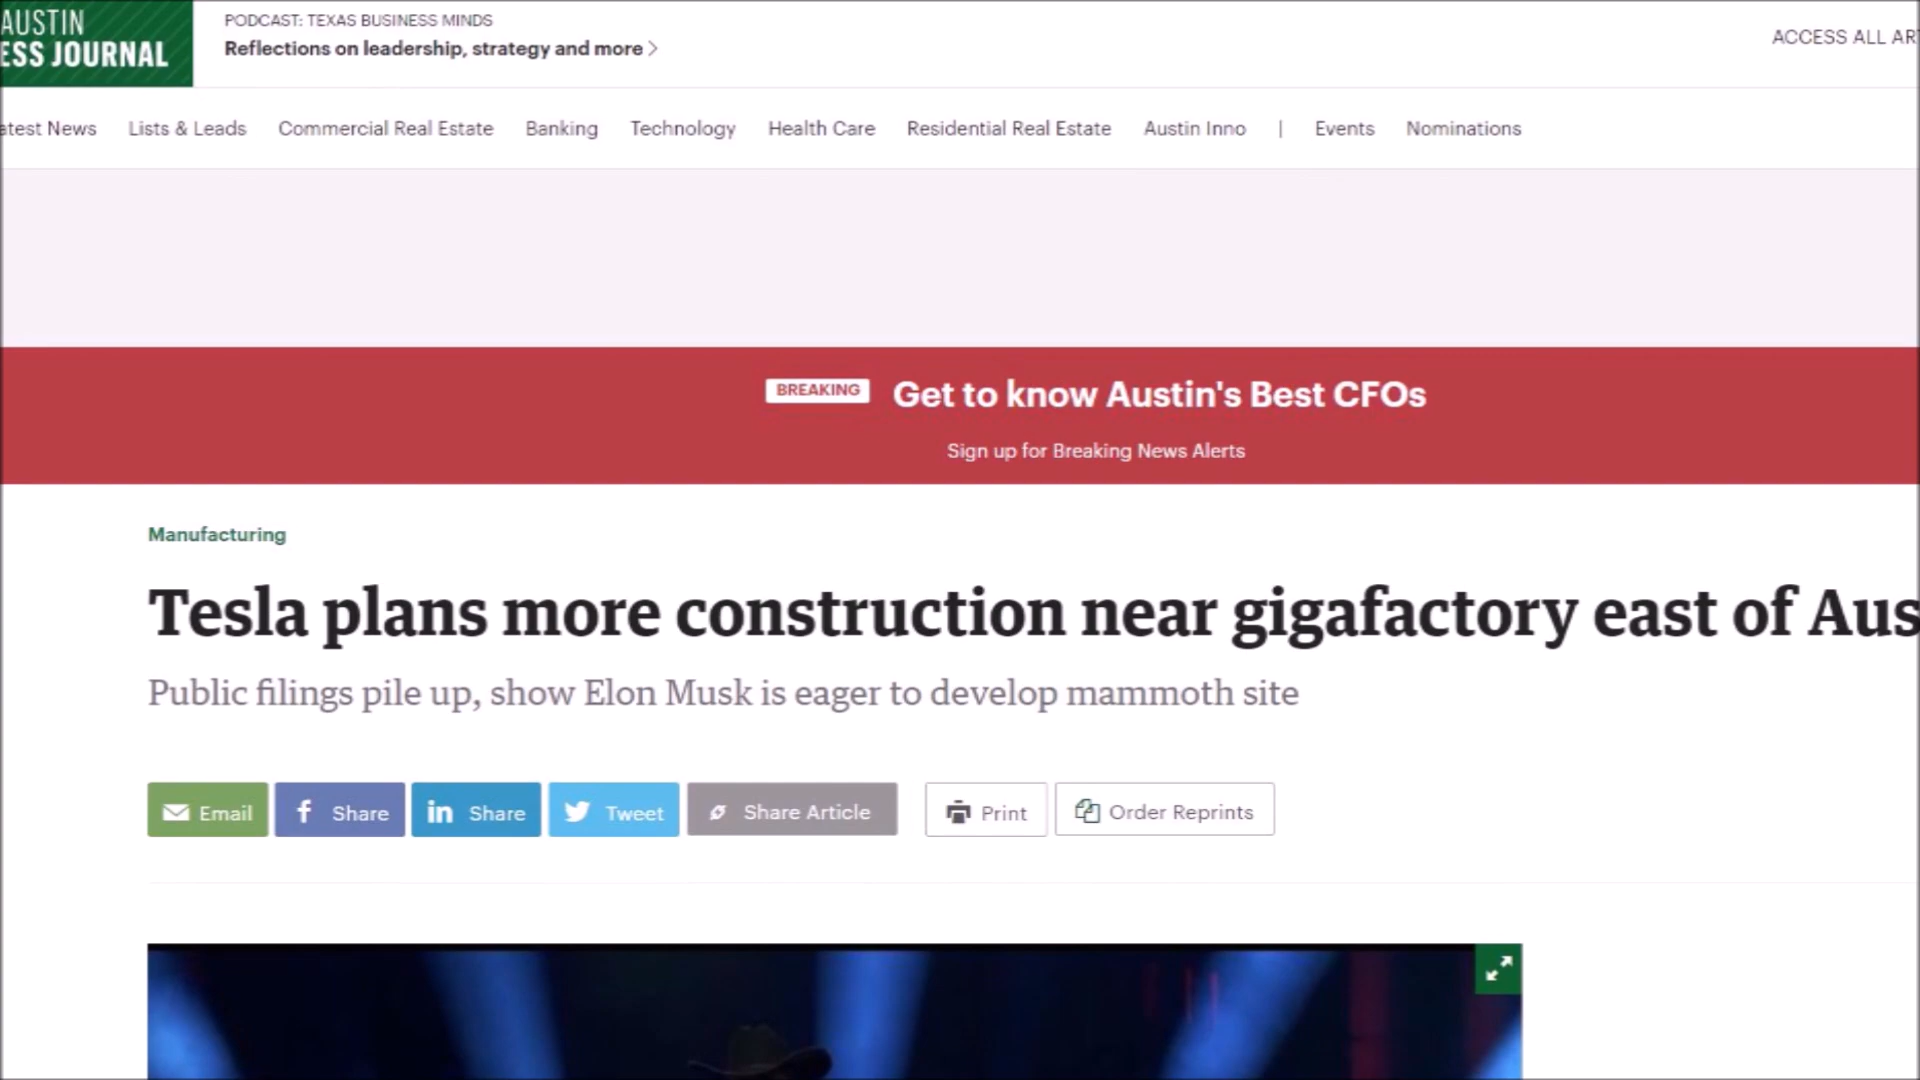 AUSTIN
ESS JOURNAL
PODCAST: TEXAS BUSINESS MINDS
Reflections on leadership, strategy and more
ACCESS ALL AR
atest News Lists & Leads Commercial Real Estate Banking Technology Health Care Residential Real Estate Austin Inno | Events Nominations
BREAKING Get to know Austin's Best CFOs
Sign up for Breaking News Alerts
Manufacturing
Tesla plans more construction near gigafactory east of Aus
Public filings pile up, show Elon Musk is eager to develop mammoth site
Email Share Share Tweet Share Article Print Order Reprints